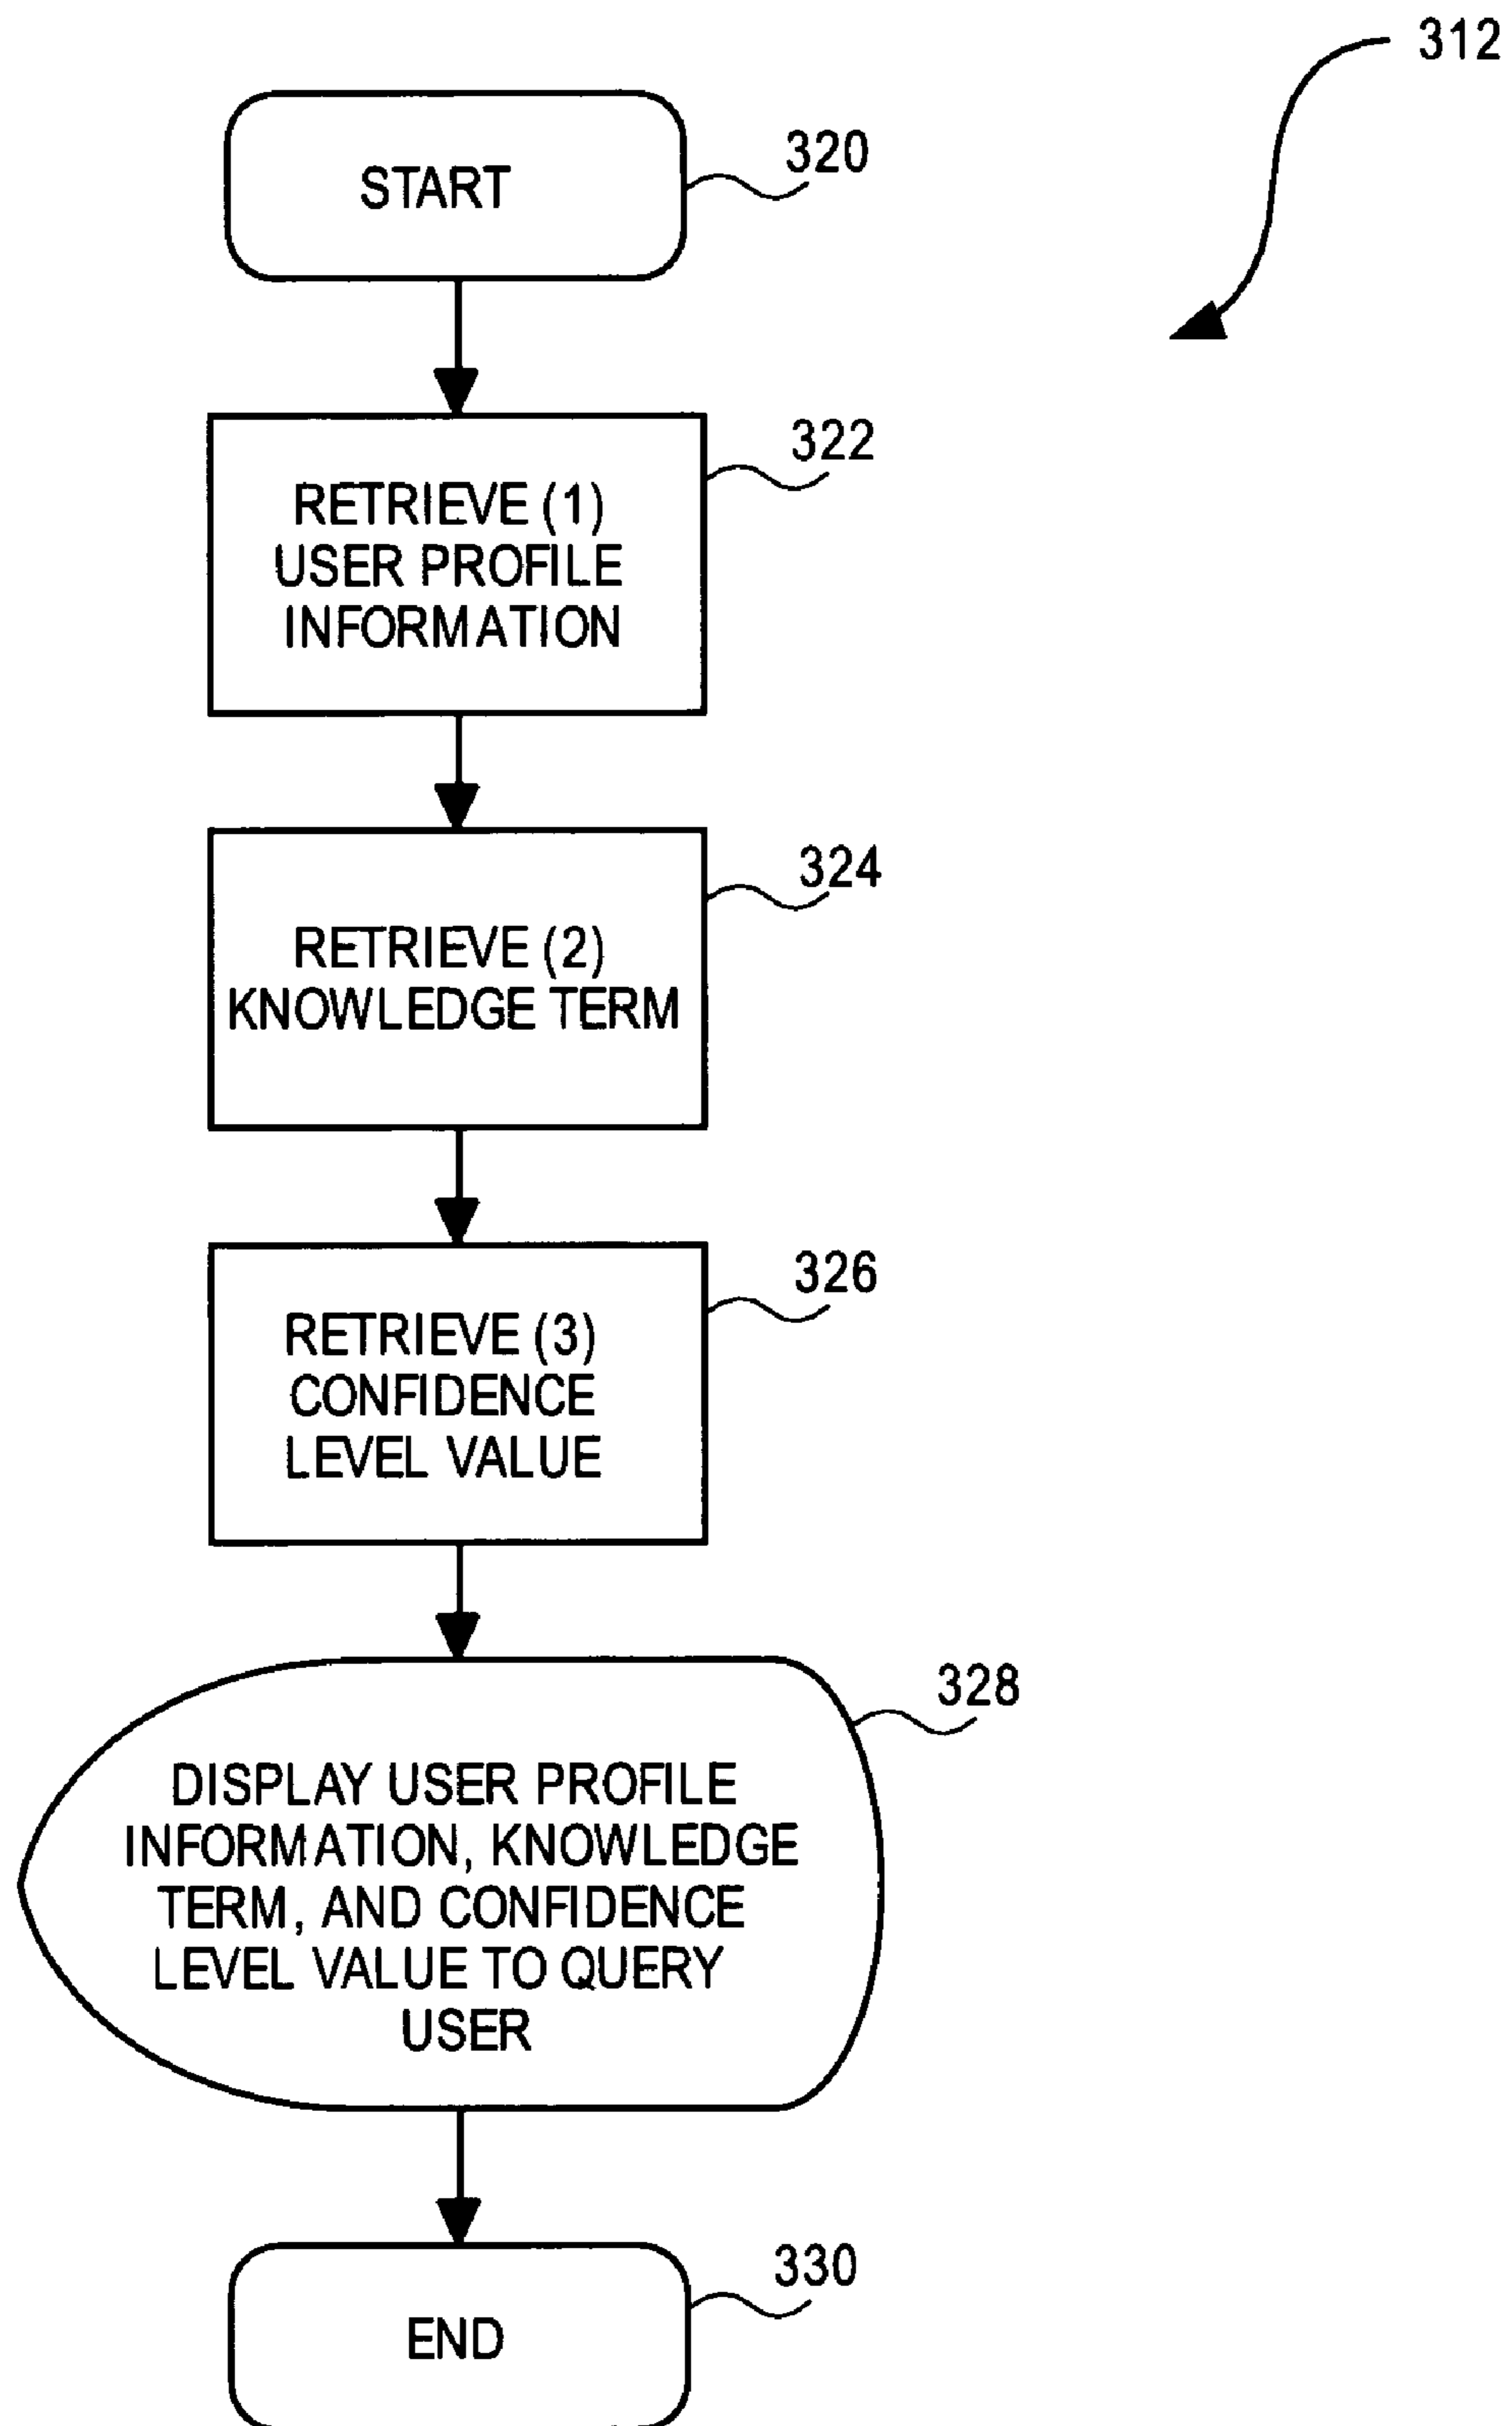 312
START
320
322
RETRIEVE (1)
USER PROFILE
INFORMATION
324
RETRIEVE (2)
KNOWLEDGE TERM
326
RETRIEVE (3)
CONFIDENCE
LEVEL VALUE
328
DISPLAY USER PROFILE
INFORMATION, KNOWLEDGE
TERM, AND CONFIDENCE
LEVEL VALUE TO QUERY
USER
330
END